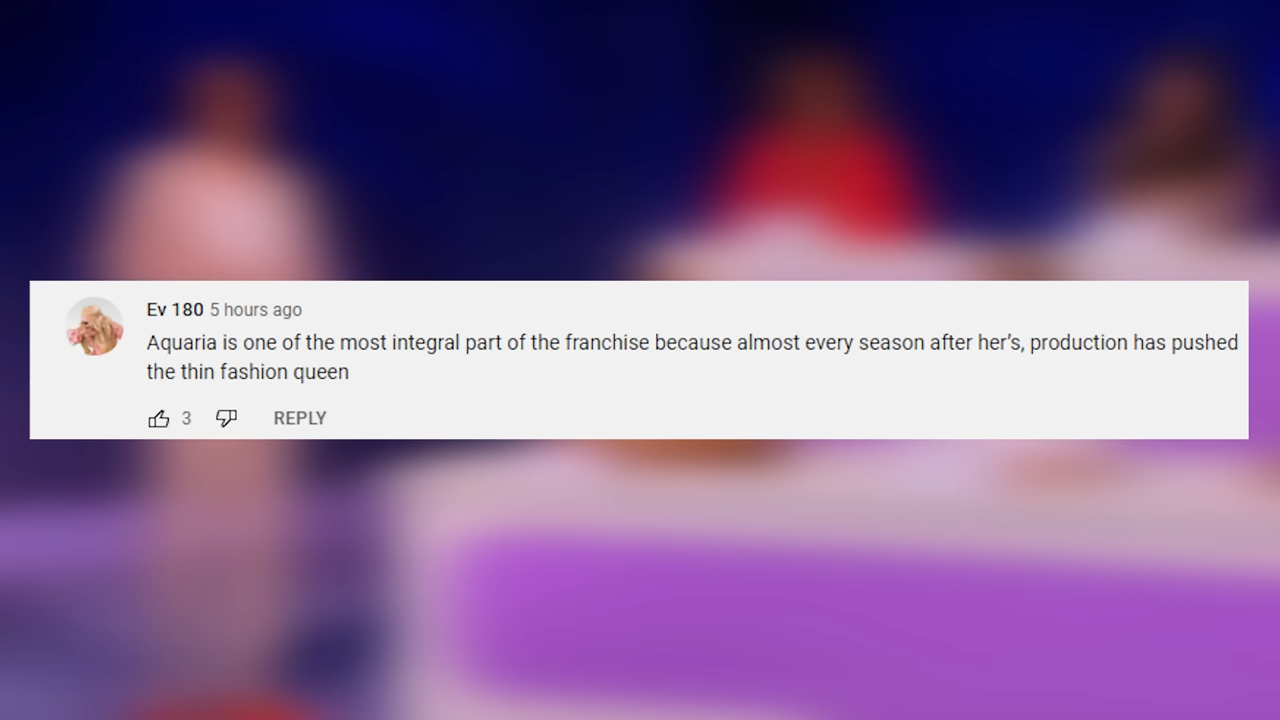 Ev 180 5 hours ago
Aquaria is one of the most integral part of the franchise because almost every season after her’s, production has pushed
the thin fashion queen
3 REPLY